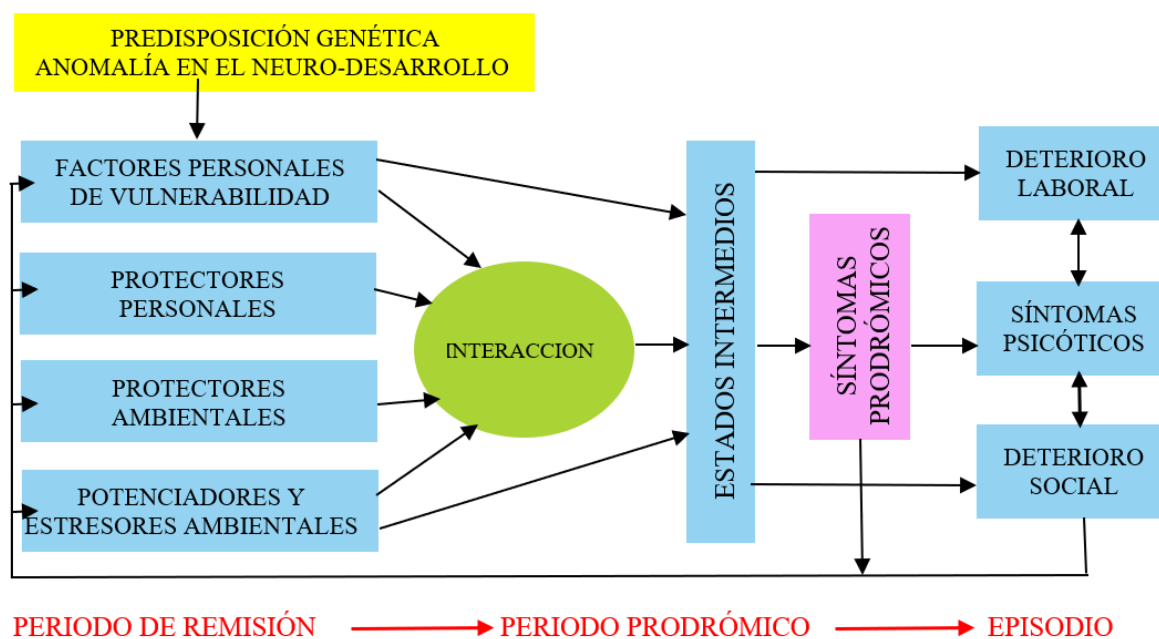 PREDISPOSICIÓN GENÉTICA
ANOMALÍA EN EL NEURO-DESARROLLO
FACTORES PERSONALES
DE VULNERABILIDAD
PROTECTORES
PERSONALES
PROTECTORES
AMBIENTALES
POTENCIADORES Y
ESTRESORES AMBIENTALES
INTERACCION
ESTADOS INTERMEDIOS
SÍNTOMAS
PRODRÓMICOS
DETERIORO
LABORAL
SÍNTOMAS
PSICÓTICOS
DETERIORO
SOCIAL
PERIODO DE REMISIÓN
PERIODO PRODRÓMICO
EPISODIO